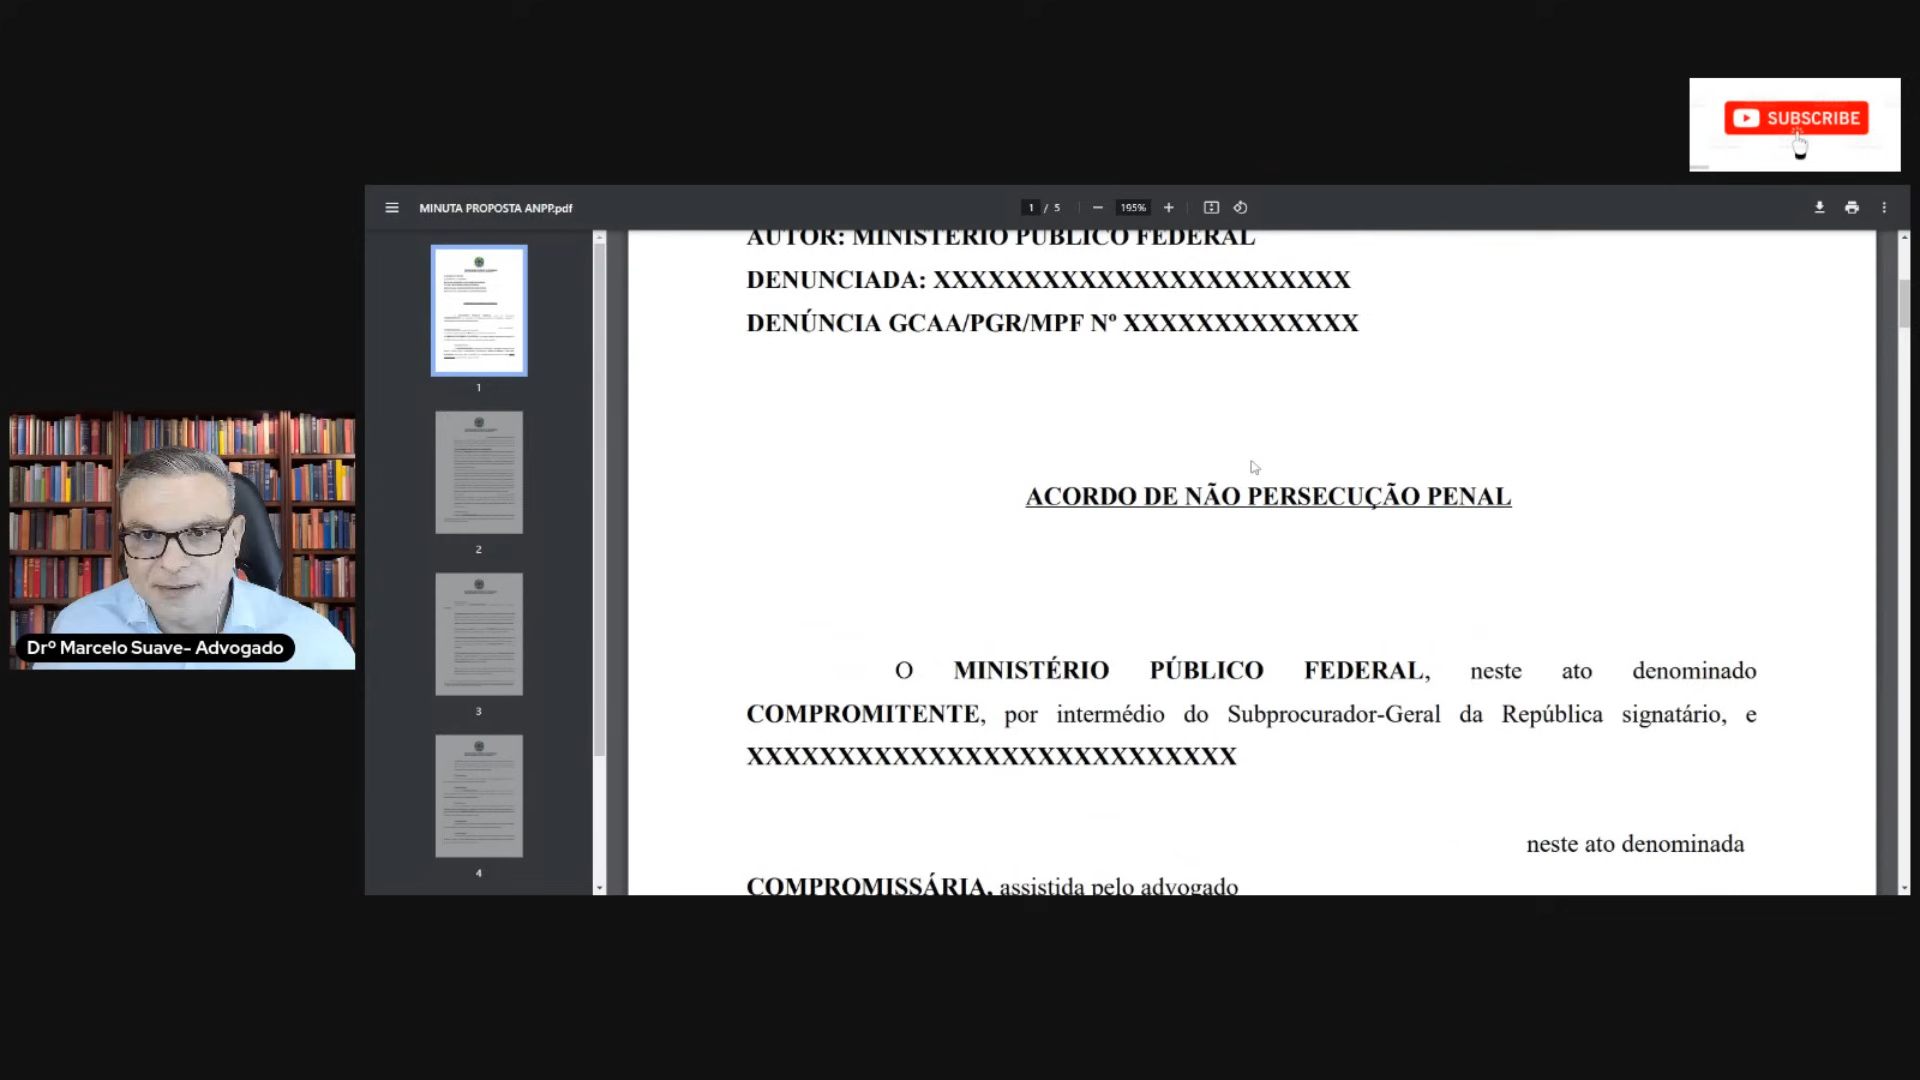 SUBSCRIBE
MINUTA PROPOSTA ANPP.pdf
1 / 5
195%
AUTOR: MINISTÉRIO PÚBLICO FEDERAL
DENUNCIADA: XXXXXXXXXXXXXXXXXXXXXXX
DENÚNCIA GCAA/PGR/MPF Nº XXXXXXXXXXXXX
ACORDO DE NÃO PERSECUÇÃO PENAL
O MINISTÉRIO PÚBLICO FEDERAL, neste ato denominado
COMPROMITENTE, por intermédio do Subprocurador-Geral da República signatário, e
XXXXXXXXXXXXXXXXXXXXXXXXXXX
neste ato denominada
COMPROMISSÁRIA, assistida pelo advogado
1
2
3
4
Drº Marcelo Suave- Advogado